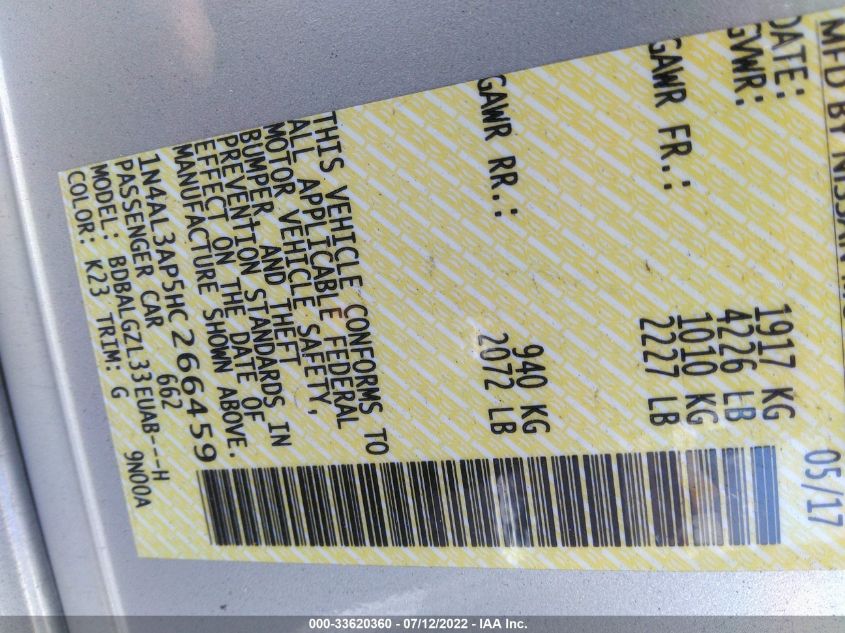 MFD BY NISSAN
DATE: 05/17
GVWR: 1917 KG
4226 LB
GAWR FR.: 1010 KG
2227 LB
GAWR RR.: 940 KG
2072 LB
THIS VEHICLE CONFORMS TO
ALL APPLICABLE FEDERAL
MOTOR VEHICLE SAFETY,
BUMPER, AND THEFT
PREVENTION STANDARDS IN
EFFECT ON THE DATE OF
MANUFACTURE SHOWN ABOVE.
1N4AL3AP5HC266459
PASSENGER CAR 662
MODEL: BDBALGZL33EUAB---H
COLOR: K23 TRIM: G 9N00A
000-33620360 - 07/12/2022 - IAA Inc.